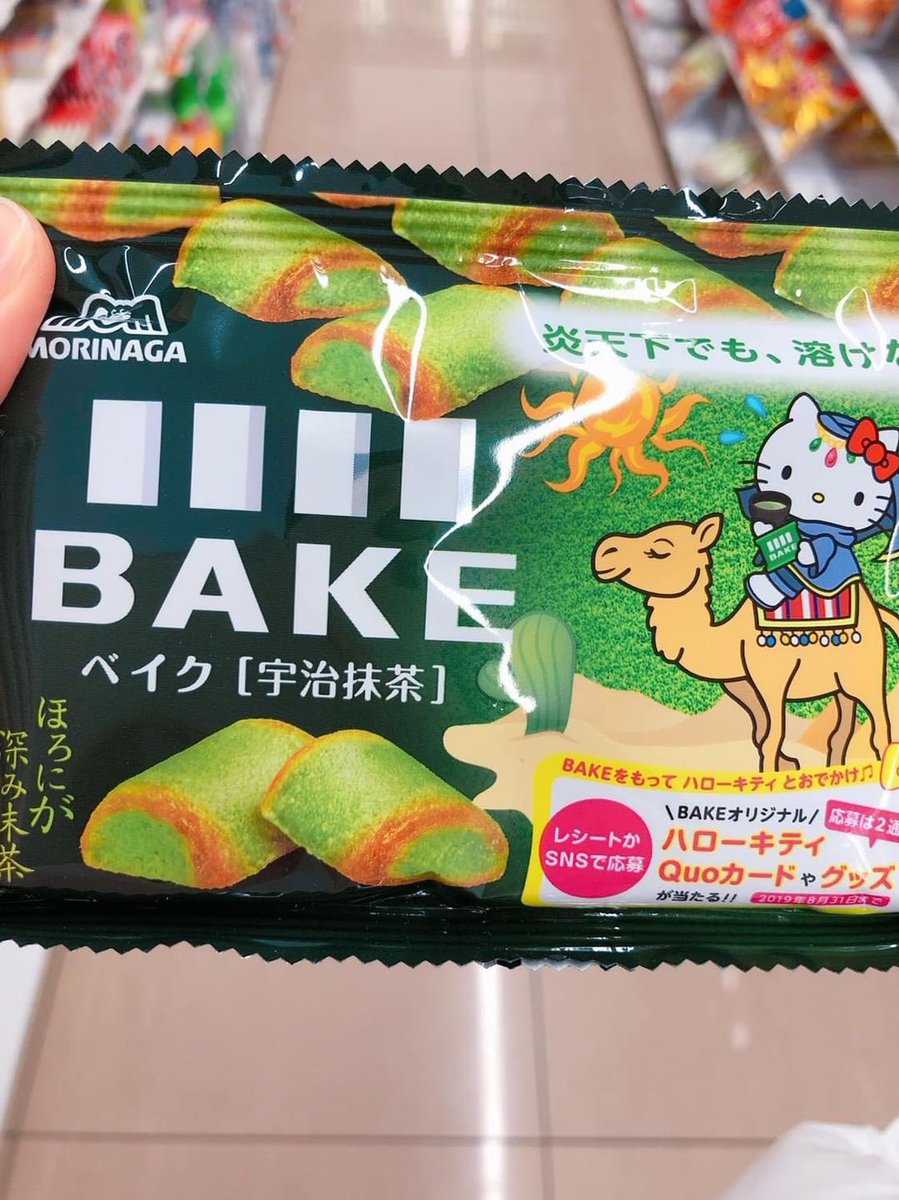 MORINAGA
BAKE
ベイク[宇治抹茶]
ほろにが
深み抹茶
炎天下でも、溶けな
BAKE
BAKEをもって ハローキティ とおでかけ♫
レシートか
SNSで応募
\BAKEオリジナル/
応募は2通
ハローキティ
Quoカードやグッズ
が当たる!!
2019年8月31日まで